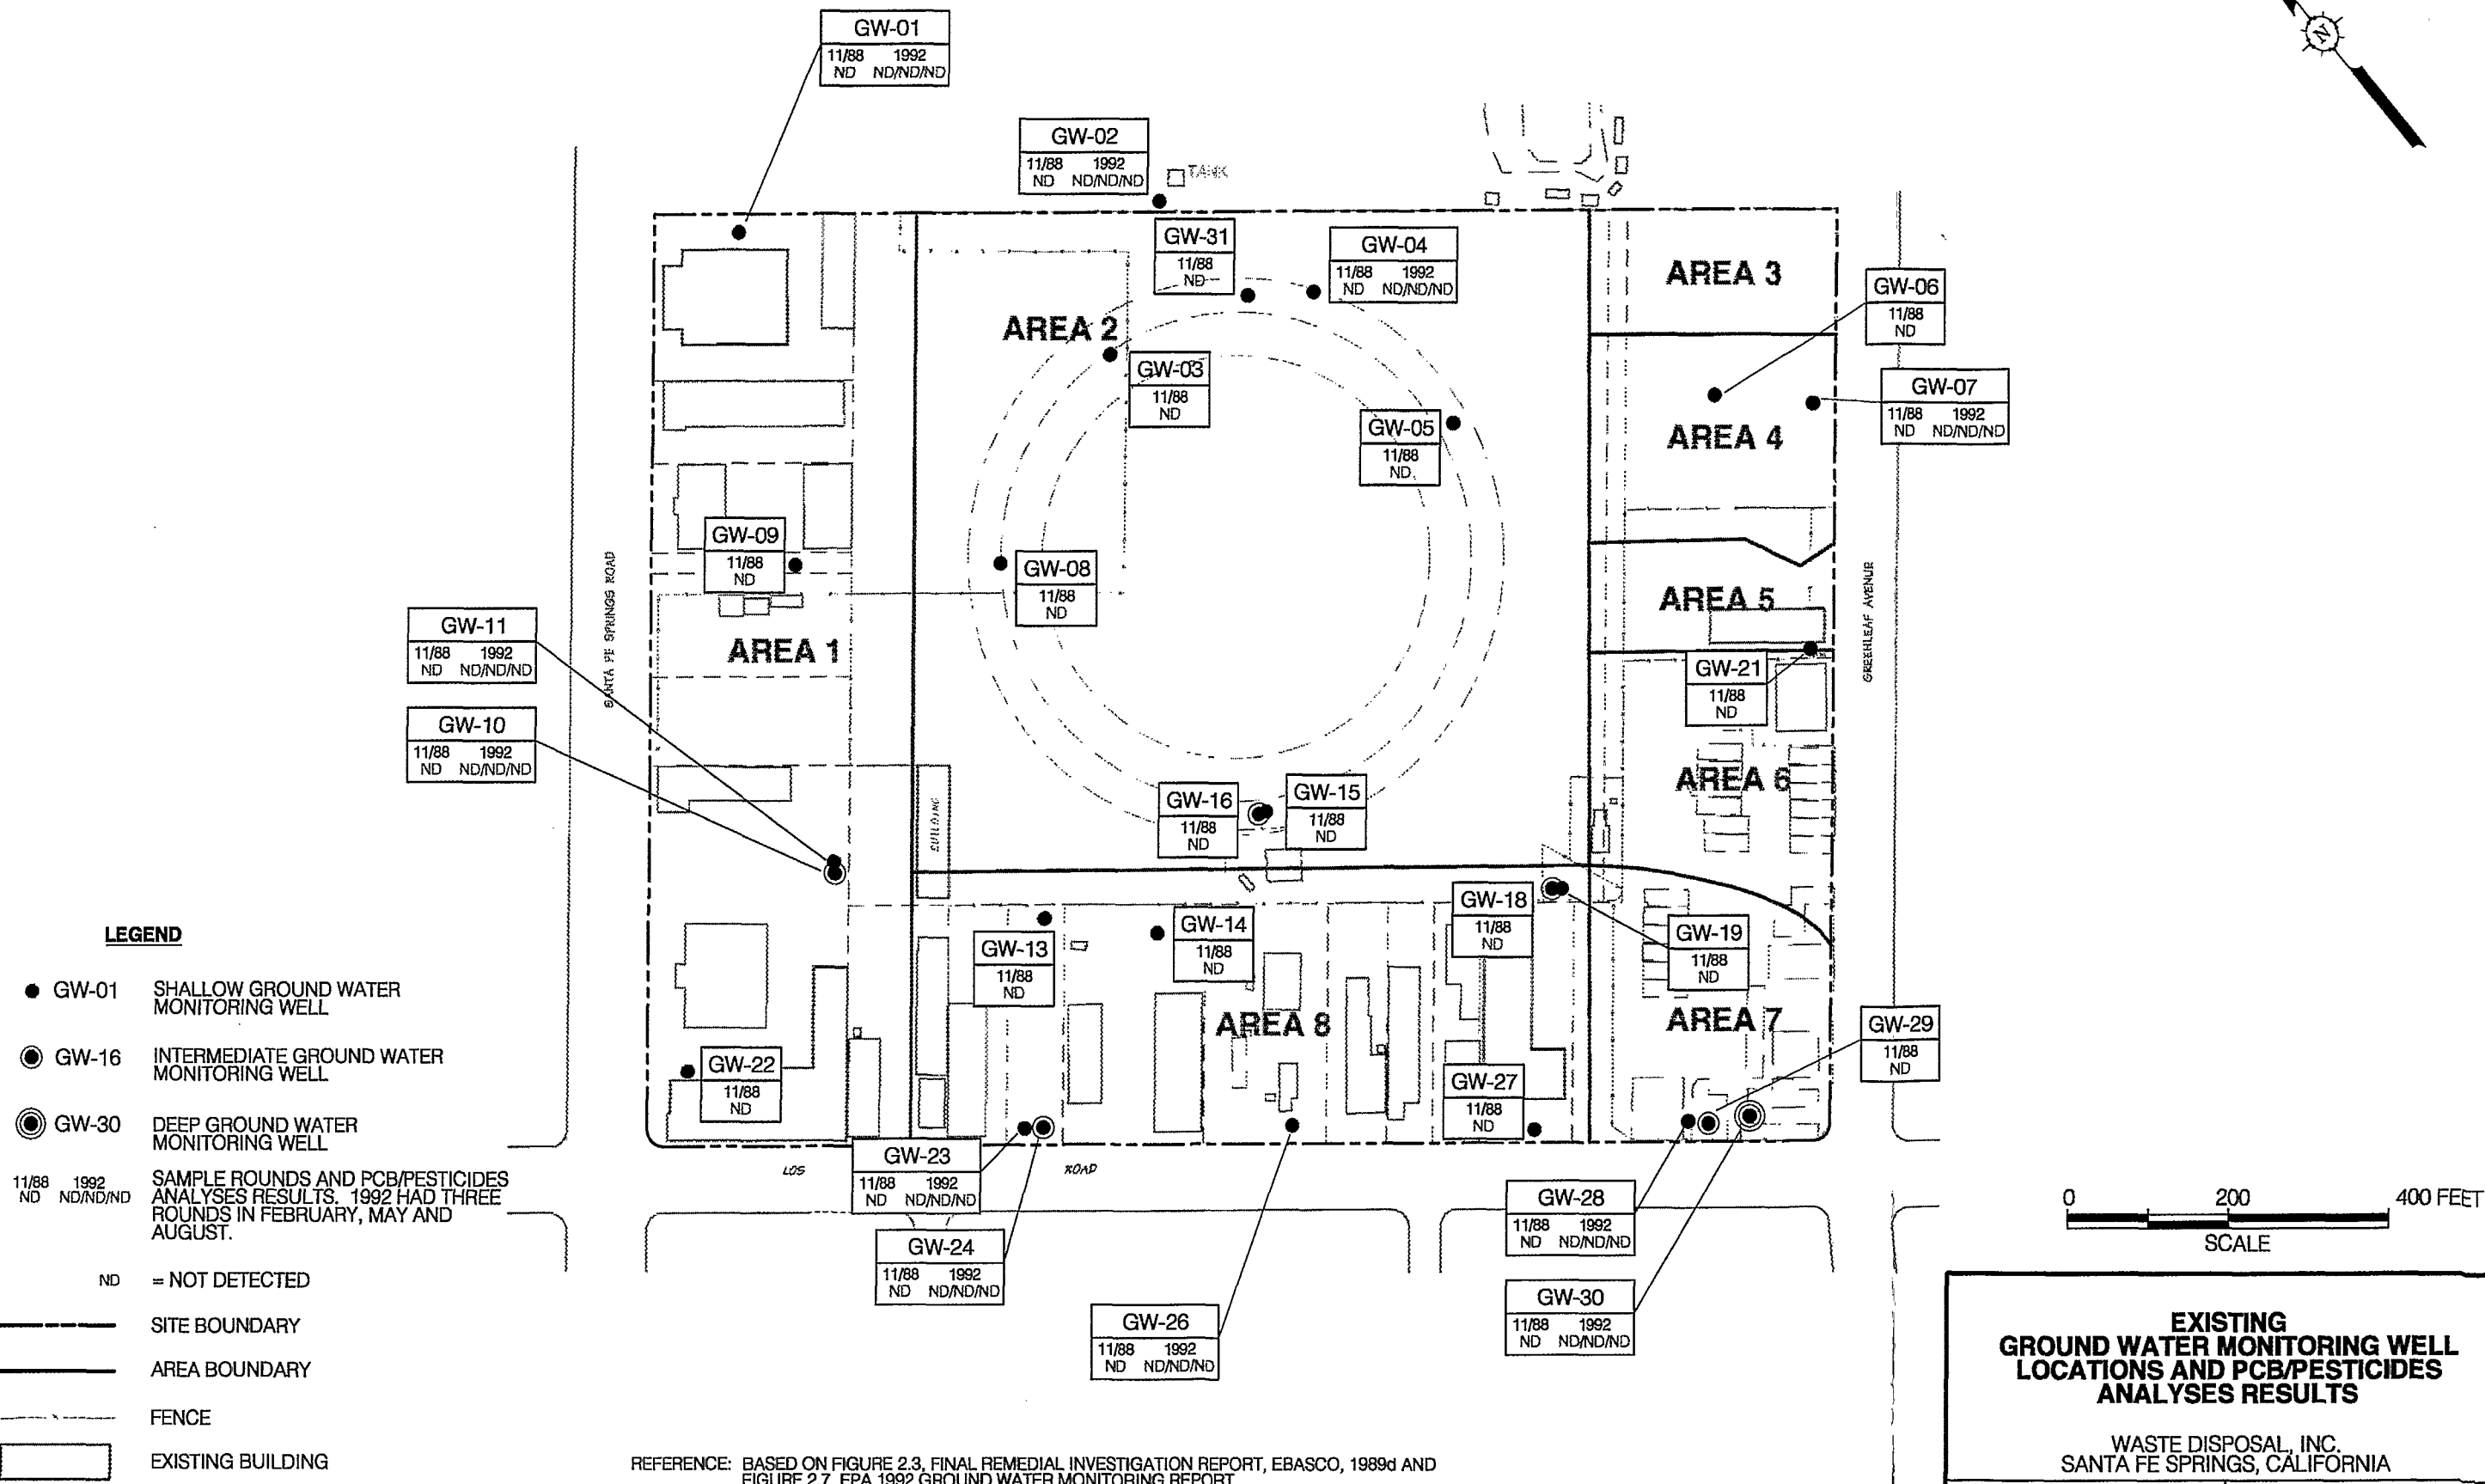 GW-01
11/88 1992
ND ND/ND/ND
N
GW-02
11/88 1992
ND ND/ND/ND
TANK
GW-31
11/88
ND
GW-04
11/88 1992
ND ND/ND/ND
AREA 3
GW-06
11/88
ND
AREA 2
GW-03
11/88
ND
GW-07
11/88 1992
ND ND/ND/ND
GW-05
11/88
ND
AREA 4
GW-09
11/88
ND
GW-08
11/88
ND
SANTA FE SPRINGS ROAD
GREENLEAF AVENUE
AREA 5
GW-11
11/88 1992
ND ND/ND/ND
AREA 1
GW-21
11/88
ND
GW-10
11/88 1992
ND ND/ND/ND
AREA 6
GW-16
11/88
ND
GW-15
11/88
ND
BUILDING
GW-18
11/88
ND
GW-14
11/88
ND
GW-19
11/88
ND
GW-13
11/88
ND
AREA 8
AREA 7
GW-29
11/88
ND
GW-22
11/88
ND
GW-27
11/88
ND
LOS
ROAD
GW-23
11/88 1992
ND ND/ND/ND
GW-24
11/88 1992
ND ND/ND/ND
GW-28
11/88 1992
ND ND/ND/ND
GW-26
11/88 1992
ND ND/ND/ND
GW-30
11/88 1992
ND ND/ND/ND
LEGEND
GW-01 SHALLOW GROUND WATER
MONITORING WELL
GW-16 INTERMEDIATE GROUND WATER
MONITORING WELL
GW-30 DEEP GROUND WATER
MONITORING WELL
11/88 1992 SAMPLE ROUNDS AND PCB/PESTICIDES
ND ND/ND/ND ANALYSES RESULTS. 1992 HAD THREE
ROUNDS IN FEBRUARY, MAY AND
AUGUST.
ND = NOT DETECTED
SITE BOUNDARY
AREA BOUNDARY
FENCE
EXISTING BUILDING
0 200 400 FEET
SCALE
EXISTING
GROUND WATER MONITORING WELL
LOCATIONS AND PCB/PESTICIDES
ANALYSES RESULTS
WASTE DISPOSAL, INC.
SANTA FE SPRINGS, CALIFORNIA
REFERENCE: BASED ON FIGURE 2.3, FINAL REMEDIAL INVESTIGATION REPORT, EBASCO, 1989d AND
FIGURE 2.7, EPA 1992 GROUND WATER MONITORING REPORT